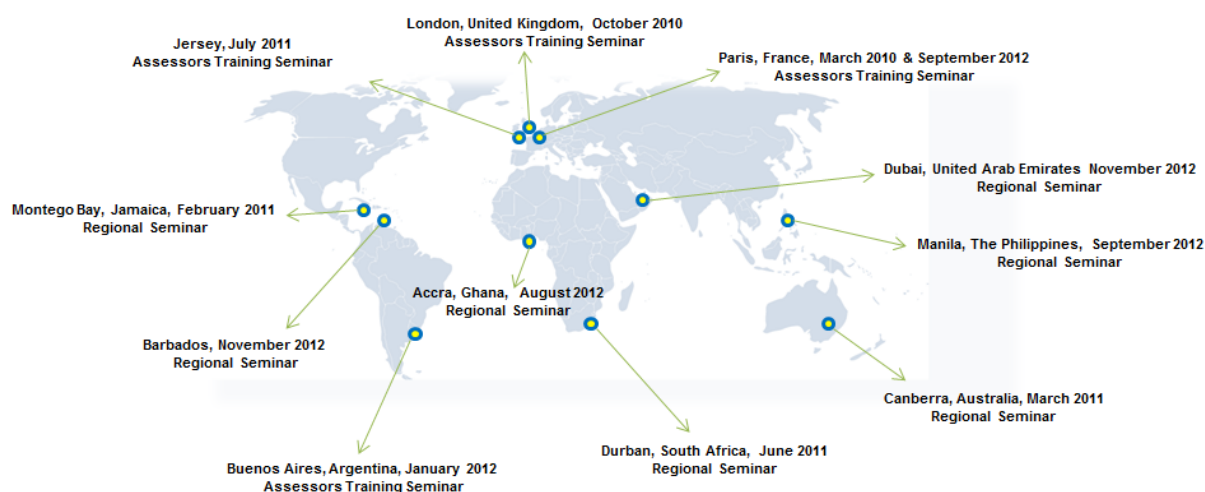 London, United Kingdom, October 2010
Assessors Training Seminar
Jersey, July 2011
Assessors Training Seminar
Paris, France, March 2010 & September 2012
Assessors Training Seminar
Dubai, United Arab Emirates November 2012
Regional Seminar
Montego Bay, Jamaica, February 2011
Regional Seminar
Manila, The Philippines, September 2012
Regional Seminar
Accra, Ghana, August 2012
Regional Seminar
Barbados, November 2012
Regional Seminar
Canberra, Australia, March 2011
Regional Seminar
Durban, South Africa, June 2011
Regional Seminar
Buenos Aires, Argentina, January 2012
Assessors Training Seminar